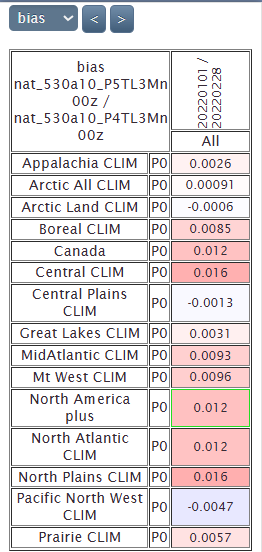 bias
< >
bias
nat_530a10_P5TL3Mn
00z /
nat_530a10_P4TL3Mn
00z
20220101 /
20220228
All
Appalachia CLIM P0 0.0026
Arctic All CLIM P0 0.00091
Arctic Land CLIM P0 -0.0006
Boreal CLIM P0 0.0085
Canada P0 0.012
Central CLIM P0 0.016
Central Plains
CLIM P0 -0.0013
Great Lakes CLIM P0 0.0031
MidAtlantic CLIM P0 0.0093
Mt West CLIM P0 0.0096
North America
plus P0 0.012
North Atlantic
CLIM P0 0.012
North Plains CLIM P0 0.016
Pacific North West
CLIM P0 -0.0047
Prairie CLIM P0 0.0057